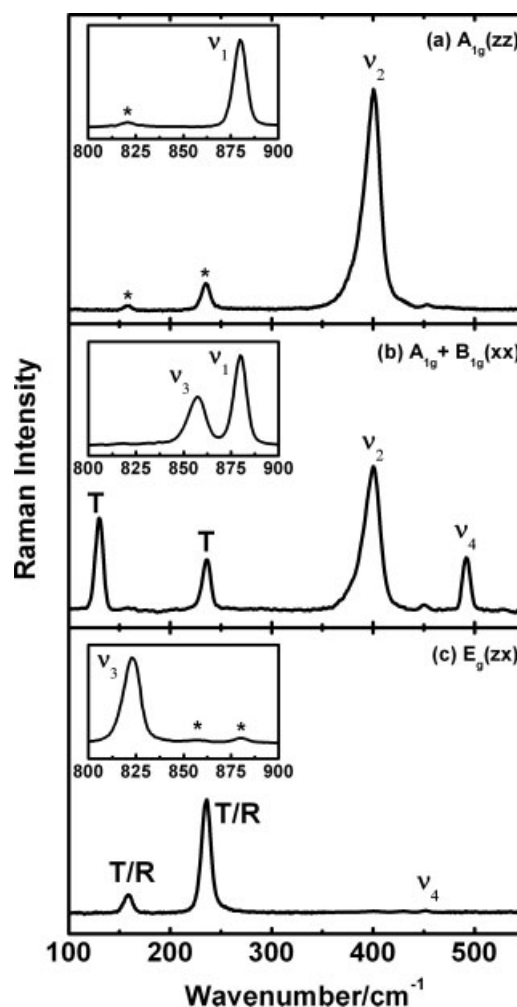 (a) A₁g(zz)
ν₁
ν₂
*
800 825 850 875 900
* *
(b) A₁g + B₁g(xx)
ν₃ ν₁
800 825 850 875 900
ν₂
T T ν₄
Raman Intensity
(c) Eg(zx)
ν₃
* *
800 825 850 875 900
T/R T/R
ν₄
100 200 300 400 500
Wavenumber/cm⁻¹